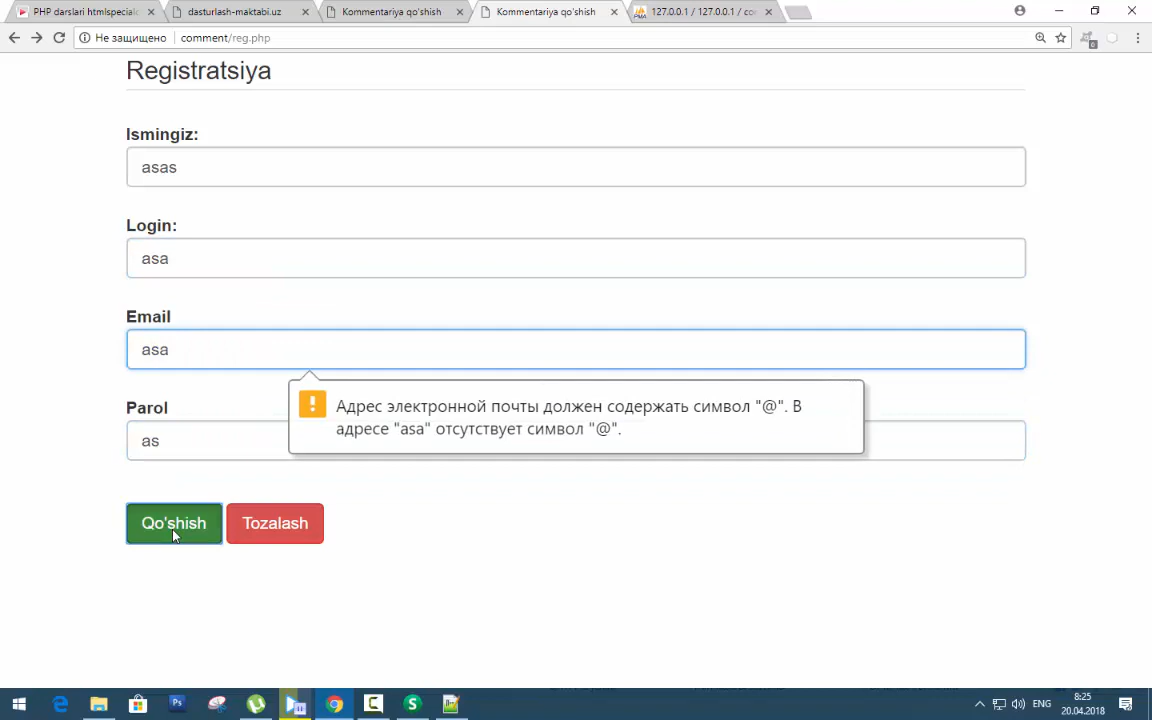 PHP darslari htmlspecialc
dasturlash-maktabi.uz
Kommentariya qo'shish
Kommentariya qo'shish
127.0.0.1 / 127.0.0.1 / co
Не защищено
comment/reg.php
Registratsiya
Ismingiz:
asas
Login:
asa
Email
asa
Адрес электронной почты должен содержать символ "@". В
адресе "asa" отсутствует символ "@".
Parol
as
Qo'shish
Tozalash
ENG
8:25
20.04.2018